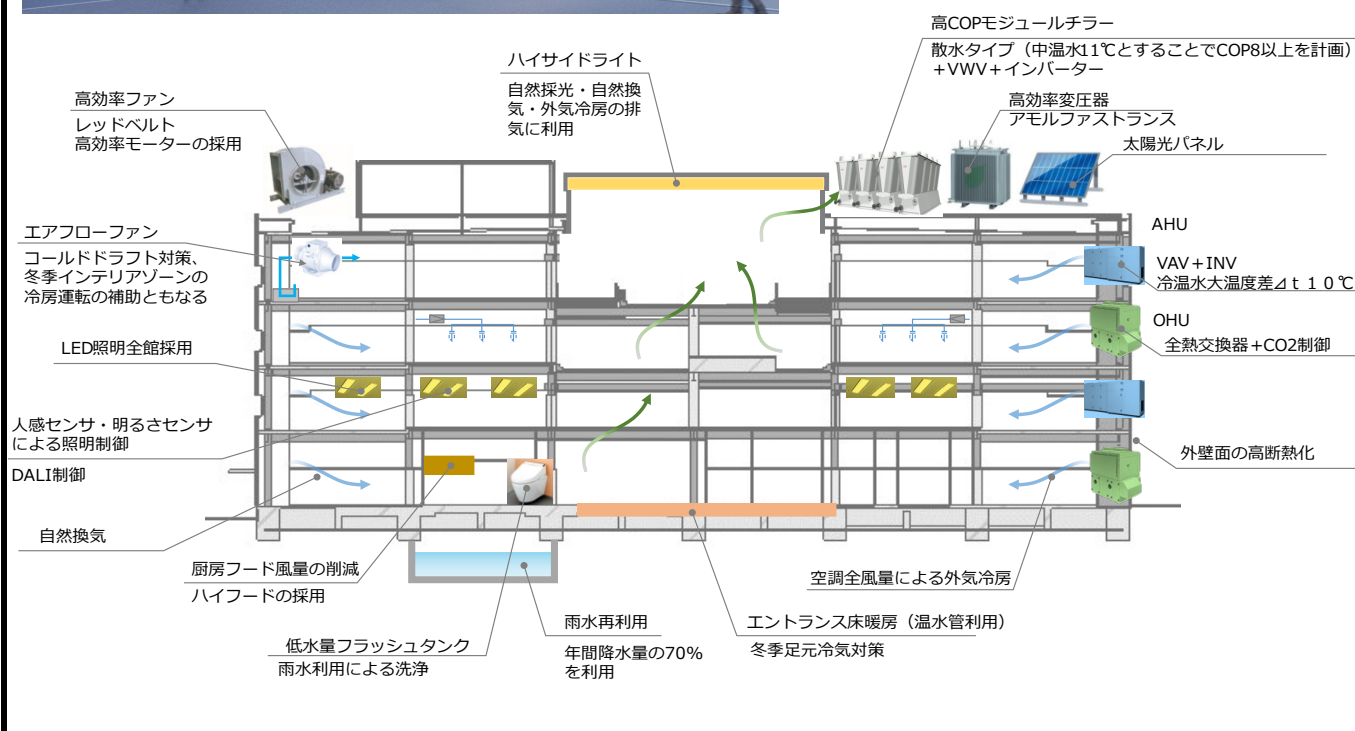 高COPモジュールチラー
散水タイプ（中温水11℃とすることでCOP8以上を計画）
＋VWV＋インバーター
ハイサイドライト
自然採光・自然換
気・外気冷房の排
気に利用
高効率ファン
レッドベルト
高効率モーターの採用
高効率変圧器
アモルファストランス
太陽光パネル
エアフローファン
コールドドラフト対策、
冬季インテリアゾーンの
冷房運転の補助ともなる
AHU
VAV＋INV
冷温水大温度差⊿ｔ１０℃
OHU
全熱交換器＋CO2制御
LED照明全館採用
人感センサ・明るさセンサ
による照明制御
DALI制御
外壁面の高断熱化
自然換気
厨房フード風量の削減
ハイフードの採用
空調全風量による外気冷房
低水量フラッシュタンク
雨水利用による洗浄
雨水再利用
年間降水量の70%
を利用
エントランス床暖房（温水管利用）
冬季足元冷気対策